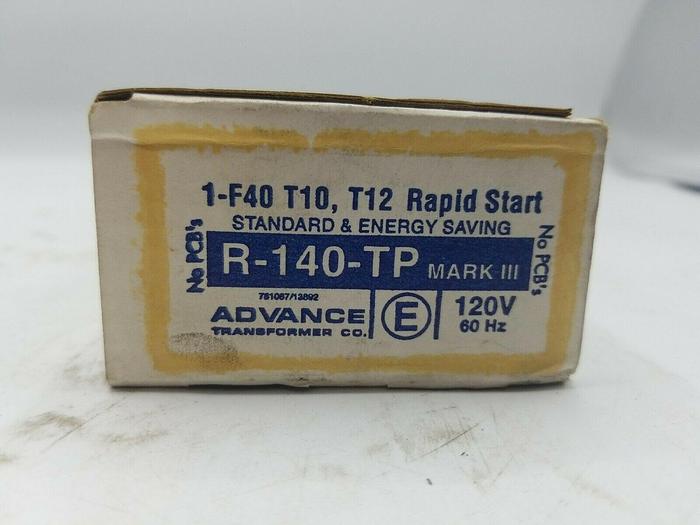 1-F40 T10, T12 Rapid Start
STANDARD & ENERGY SAVING
No PCB's
R-140-TP MARK III
No PCB's
761067/13892
ADVANCE
TRANSFORMER CO.
E
120V
60 Hz